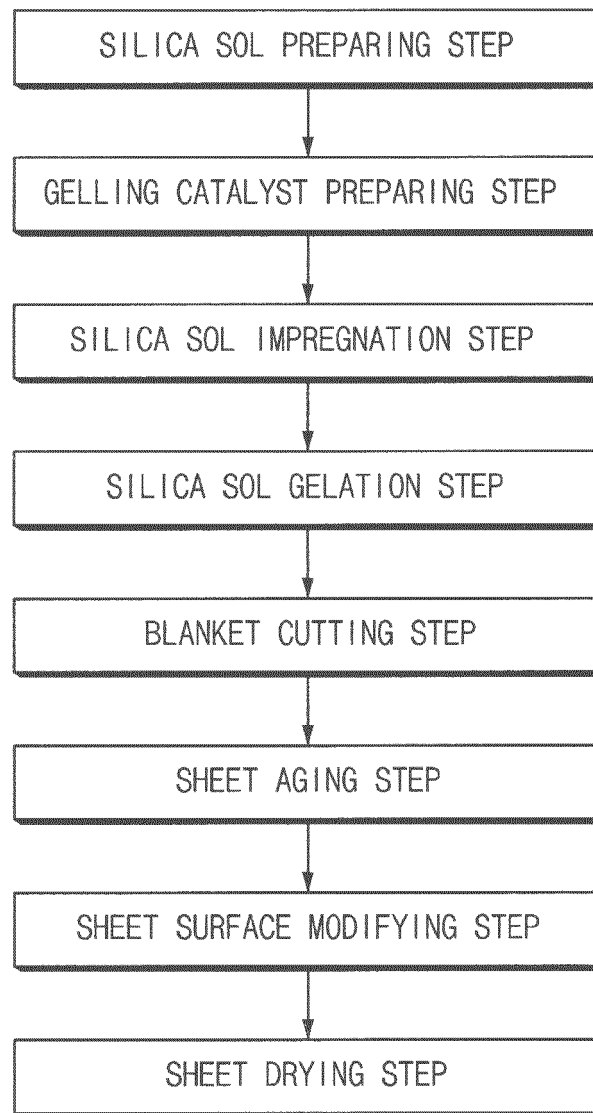 SILICA SOL PREPARING STEP
GELLING CATALYST PREPARING STEP
SILICA SOL IMPREGNATION STEP
SILICA SOL GELATION STEP
BLANKET CUTTING STEP
SHEET AGING STEP
SHEET SURFACE MODIFYING STEP
SHEET DRYING STEP